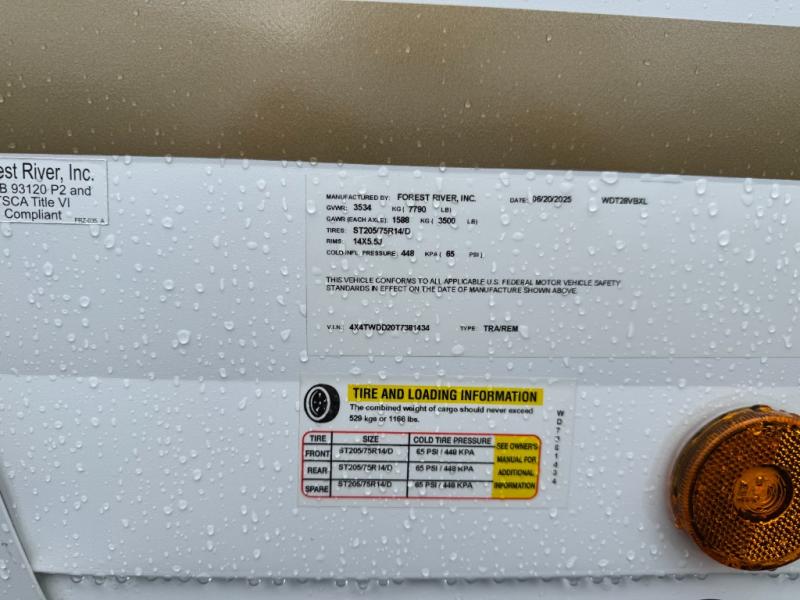 est River, Inc.
B 93120 P2 and
TSCA Title VI
Compliant
FRZ-035 A
MANUFACTURED BY: FOREST RIVER, INC. DATE: 06/20/2025 WDT28VBXL
GVWR: 3534 KG ( 7790 LB)
GAWR (EACH AXLE): 1588 KG ( 3500 LB)
TIRES: ST205/75R14/D
RIMS: 14X5.5J
COLD INFL. PRESSURE: 448 KPA ( 65 PSI )
THIS VEHICLE CONFORMS TO ALL APPLICABLE U.S. FEDERAL MOTOR VEHICLE SAFETY
STANDARDS IN EFFECT ON THE DATE OF MANUFACTURE SHOWN ABOVE.
V.I.N.: 4X4TWDD20T7381434 TYPE: TRA/REM
TIRE AND LOADING INFORMATION
The combined weight of cargo should never exceed
529 kgs or 1166 lbs.
TIRE SIZE COLD TIRE PRESSURE
FRONT ST205/75R14/D 65 PSI / 448 KPA
REAR ST205/75R14/D 65 PSI / 448 KPA
SPARE ST205/75R14/D 65 PSI / 448 KPA
SEE OWNER'S
MANUAL FOR
ADDITIONAL
INFORMATION
WD7381434